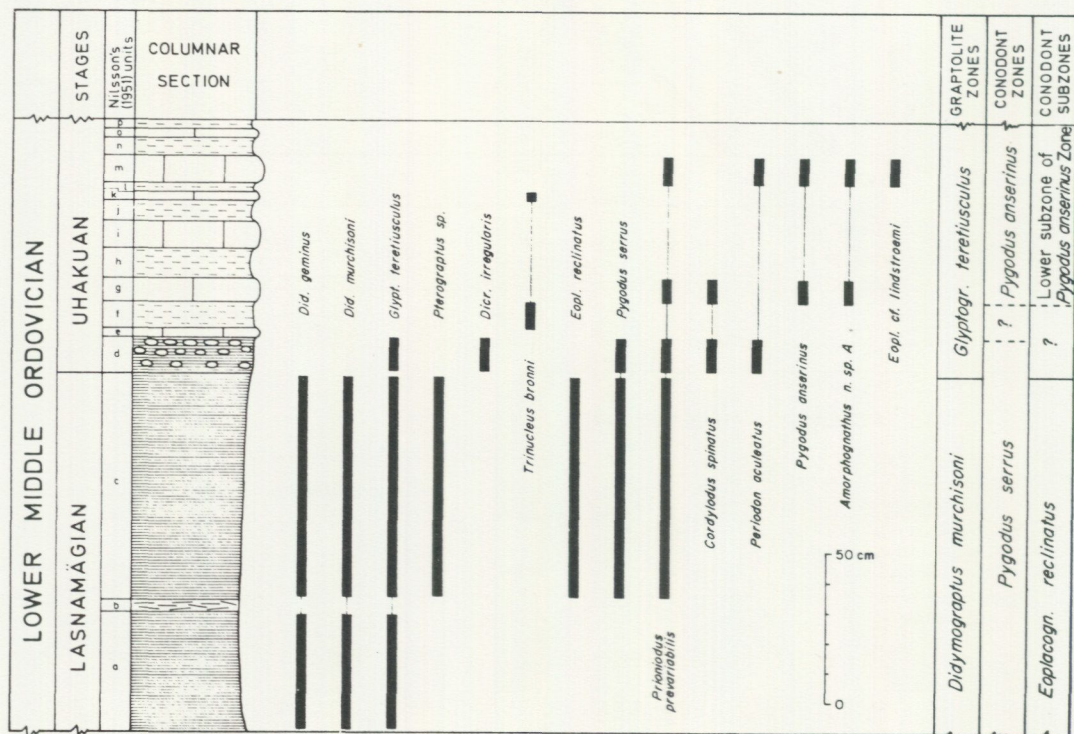 LOWER MIDDLE ORDOVICIAN
STAGES
UHAKUAN
LASNAMÄGIAN
Nilsson's
(1951) units
p
o
n
m
l
k
j
i
h
g
f
e
d
c
b
a
COLUMNAR
SECTION
Did. geminus
Did. murchisoni
Glypt. teretiusculus
Pterograptus sp.
Dicr. irregularis
Trinucleus bronni
Eopl. reclinatus
Pygodus serrus
Prioniodus
prevariabilis
Cordylodus spinatus
Periodon aculeatus
Pygodus anserinus
Amorphognathus n. sp. A
Eopl. cf. lindstroemi
50 cm
0
GRAPTOLITE
ZONES
Glyptogr. teretiusculus
Didymograptus murchisoni
CONODONT
ZONES
Pygodus anserinus
?
Pygodus serrus
CONODONT
SUBZONES
Lower subzone of
Pygodus anserinus Zone
?
Eoplacogn. reclinatus